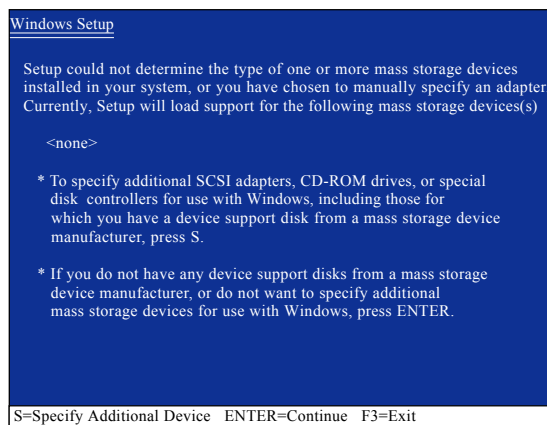 Windows Setup
Setup could not determine the type of one or more mass storage devices
installed in your system, or you have chosen to manually specify an adapter
Currently, Setup will load support for the following mass storage devices(s)
<none>
* To specify additional SCSI adapters, CD-ROM drives, or special
disk controllers for use with Windows, including those for
which you have a device support disk from a mass storage device
manufacturer, press S.
* If you do not have any device support disks from a mass storage
device manufacturer, or do not want to specify additional
mass storage devices for use with Windows, press ENTER.
S=Specify Additional Device ENTER=Continue F3=Exit